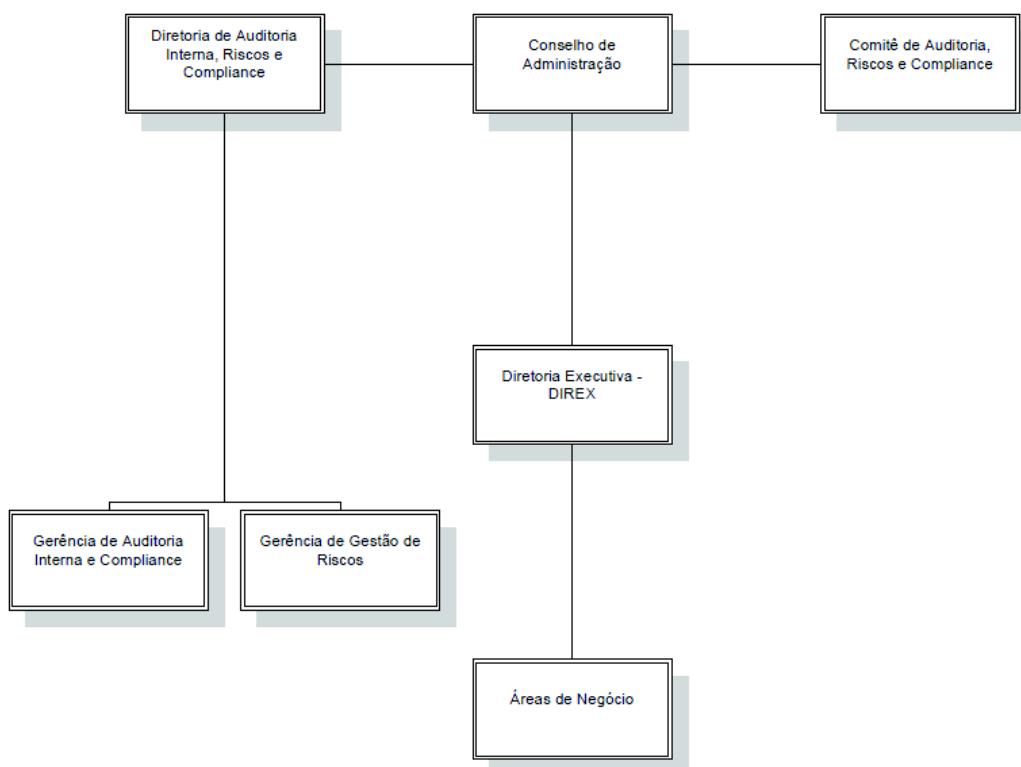 Diretoria de Auditoria
Interna, Riscos e
Compliance
Conselho de
Administração
Comitê de Auditoria,
Riscos e Compliance
Diretoria Executiva -
DIREX
Gerência de Auditoria
Interna e Compliance
Gerência de Gestão de
Riscos
Áreas de Negócio